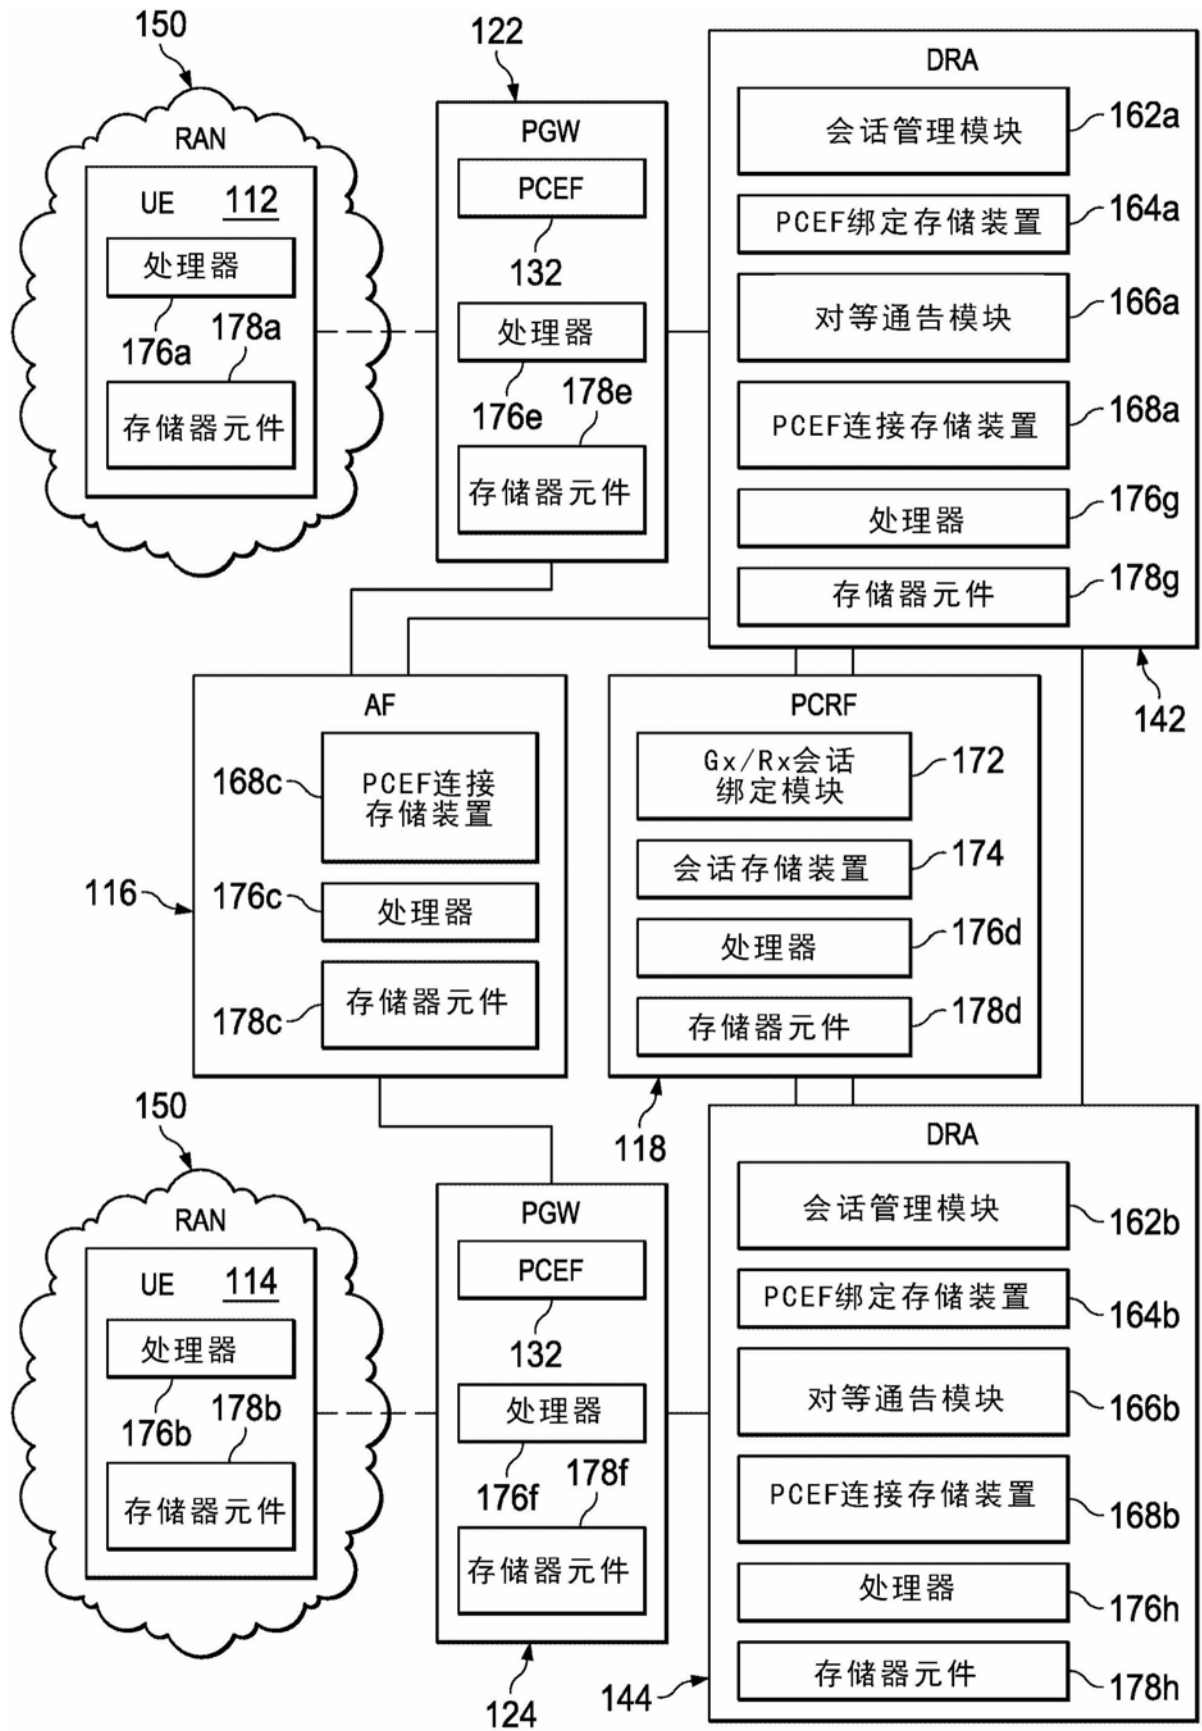 150
RAN
UE 112
处理器
176a
178a
存储器元件
122
PGW
PCEF
132
处理器
176e
178e
存储器元件
DRA
会话管理模块
162a
PCEF绑定存储装置
164a
对等通告模块
166a
PCEF连接存储装置
168a
处理器
176g
存储器元件
178g
142
AF
168c
PCEF连接
存储装置
116
176c
处理器
178c
存储器元件
PCRF
Gx/Rx会话
绑定模块
172
会话存储装置
174
处理器
176d
存储器元件
178d
118
150
RAN
UE 114
处理器
176b
178b
存储器元件
PGW
PCEF
132
处理器
176f
178f
存储器元件
124
DRA
会话管理模块
162b
PCEF绑定存储装置
164b
对等通告模块
166b
PCEF连接存储装置
168b
处理器
176h
存储器元件
178h
144